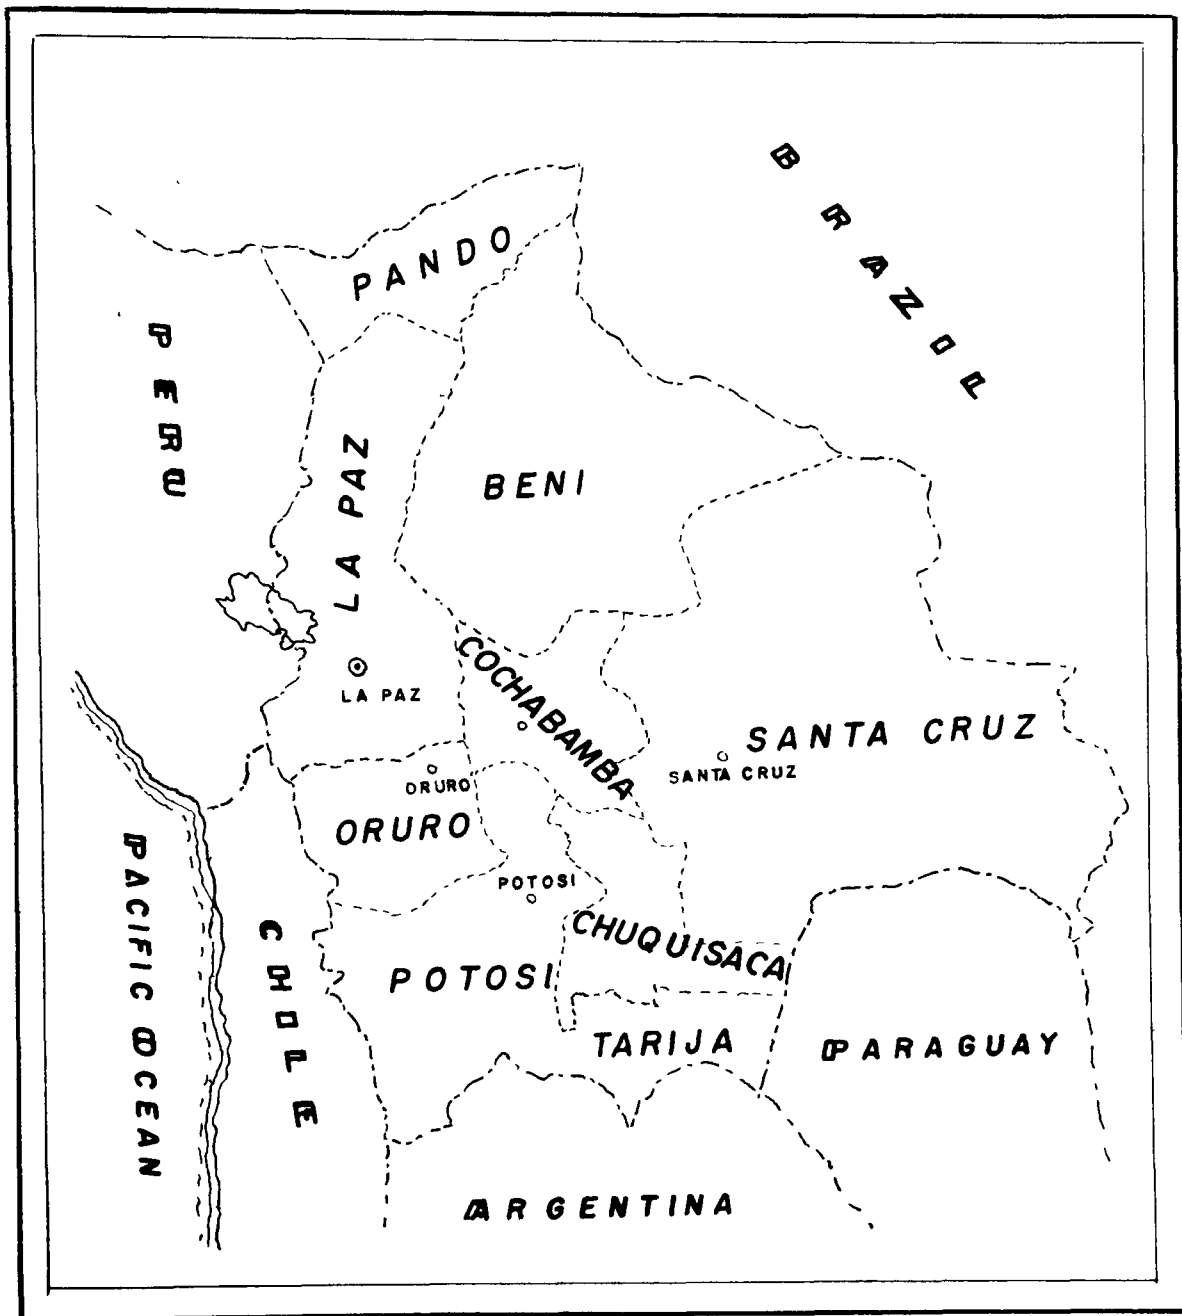 BRAZIL
PANDO
PERU
LA PAZ
BENI
COCHABAMBA
LA PAZ
SANTA CRUZ
SANTA CRUZ
ORURO
ORURO
POTOSI
PACIFIC OCEAN
CHILE
CHUQUISACA
POTOSI
TARIJA
PARAGUAY
ARGENTINA